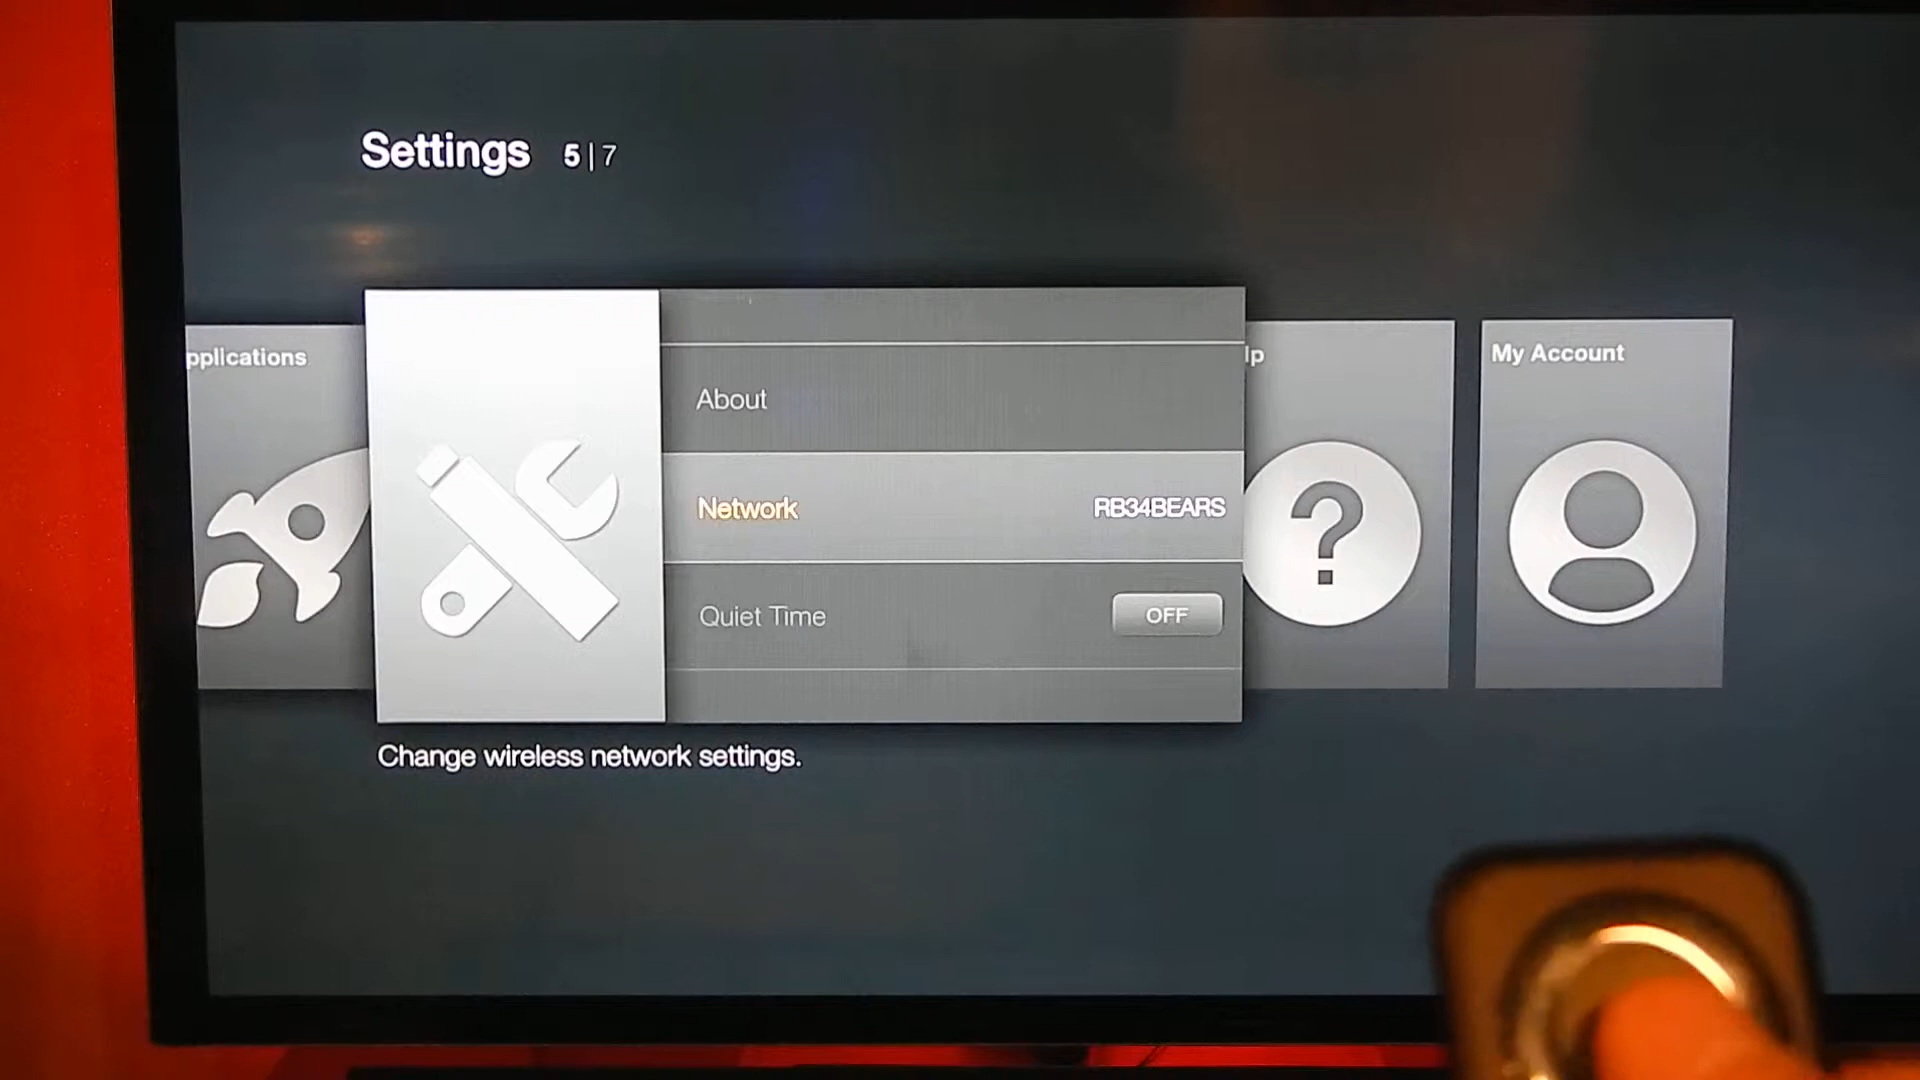 Settings 5|7
pplications
About
Network RB34BEARS
Quiet Time OFF
lp
?
My Account
Change wireless network settings.